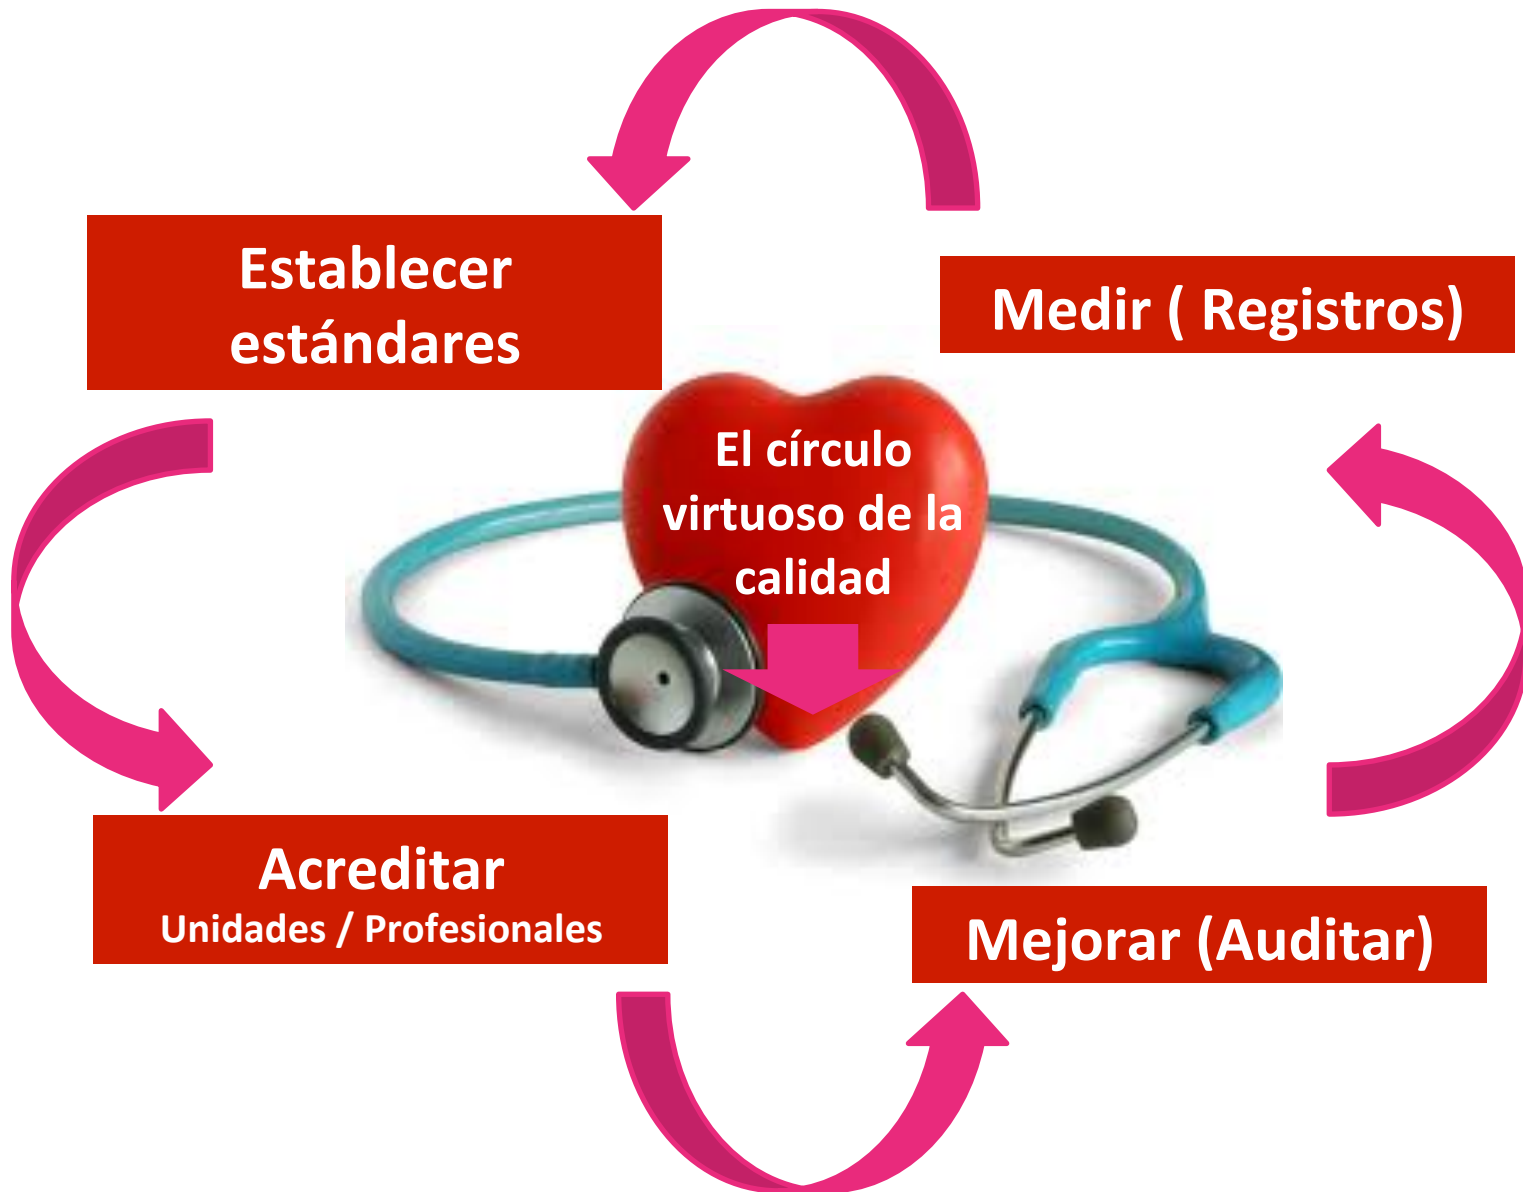 Establecer
estándares
Medir ( Registros)
El círculo
virtuoso de la
calidad
Acreditar
Unidades / Profesionales
Mejorar (Auditar)